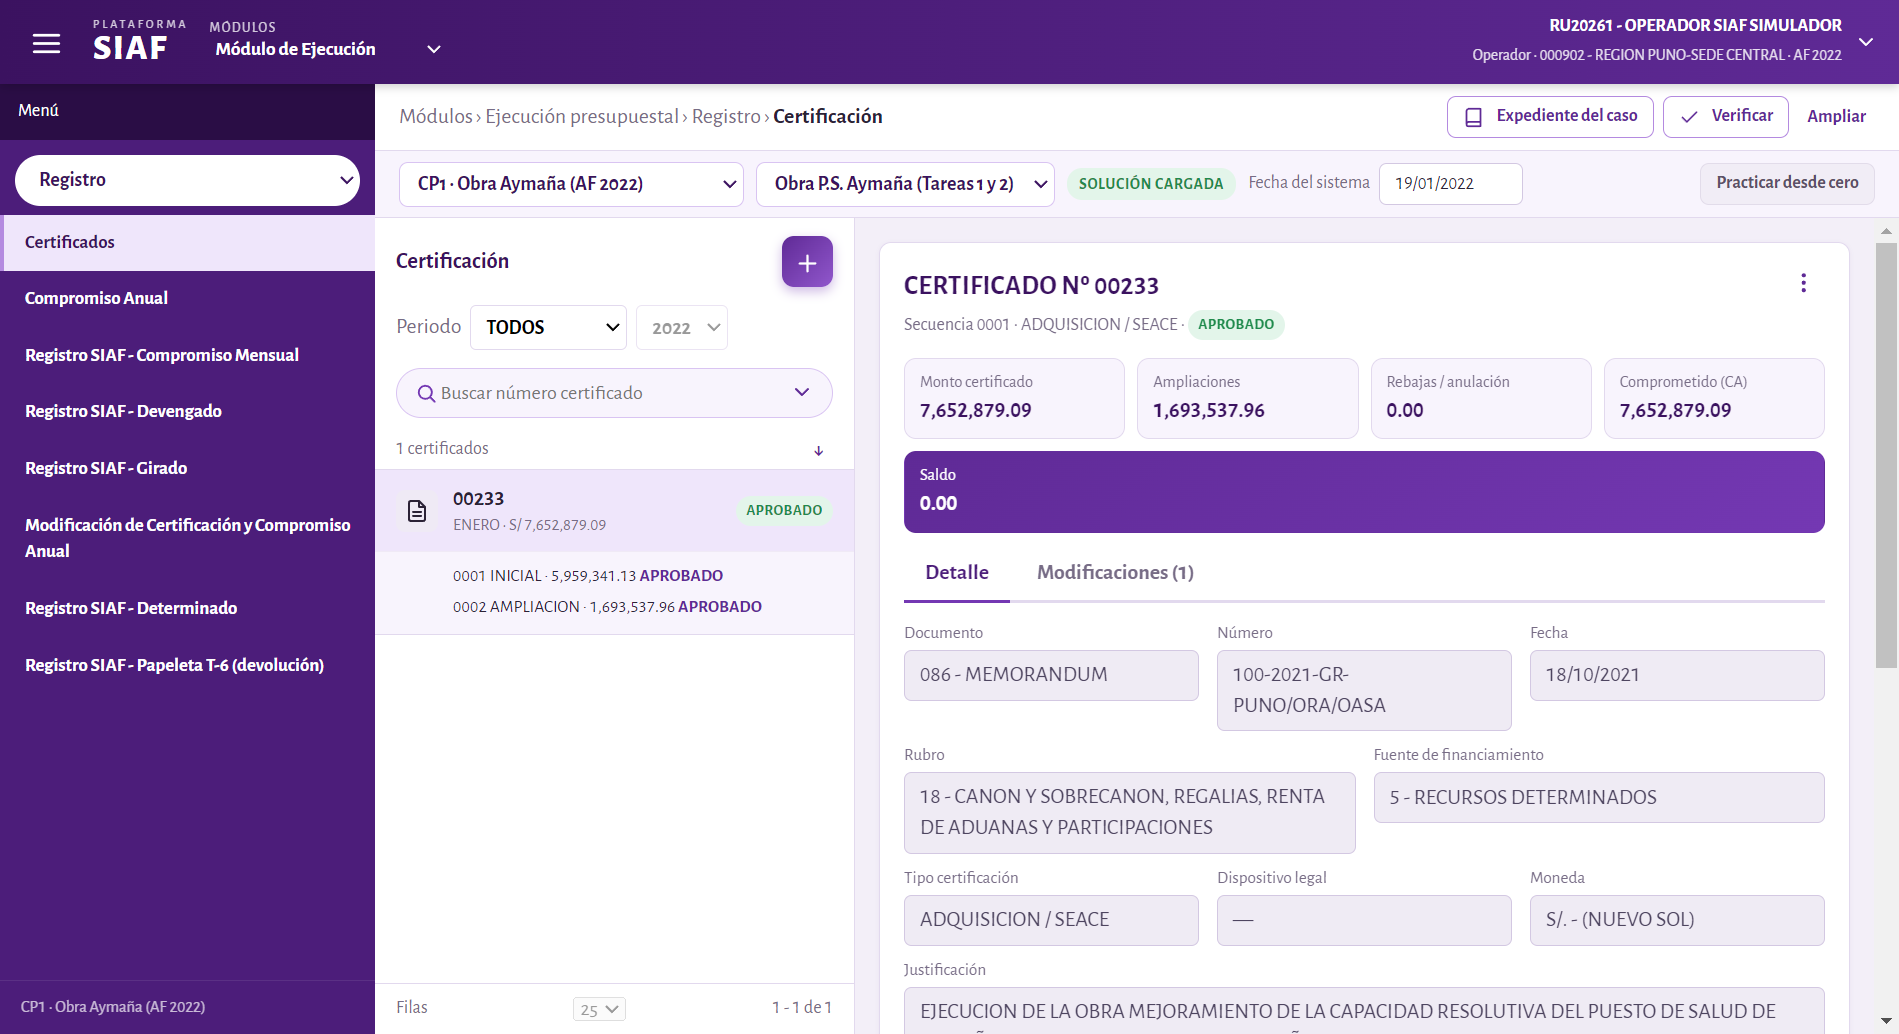 PLATAFORMA
SIAF
MÓDULOS
Módulo de Ejecución
RU20261 - OPERADOR SIAF SIMULADOR
Operador · 000902 - REGION PUNO-SEDE CENTRAL · AF 2022
Menú
Registro
Certificados
Compromiso Anual
Registro SIAF - Compromiso Mensual
Registro SIAF - Devengado
Registro SIAF - Girado
Modificación de Certificación y Compromiso
Anual
Registro SIAF - Determinado
Registro SIAF - Papeleta T-6 (devolución)
CP1 · Obra Aymaña (AF 2022)
Módulos › Ejecución presupuestal › Registro › Certificación
Expediente del caso
Verificar
Ampliar
CP1 · Obra Aymaña (AF 2022)
Obra P.S. Aymaña (Tareas 1 y 2)
SOLUCIÓN CARGADA
Fecha del sistema
19/01/2022
Practicar desde cero
Certificación
Periodo
TODOS
2022
Buscar número certificado
1 certificados
00233
ENERO · S/ 7,652,879.09
APROBADO
0001 INICIAL · 5,959,341.13 APROBADO
0002 AMPLIACION · 1,693,537.96 APROBADO
Filas
25
1 - 1 de 1
CERTIFICADO Nº 00233
Secuencia 0001 · ADQUISICION / SEACE · APROBADO
Monto certificado
7,652,879.09
Ampliaciones
1,693,537.96
Rebajas / anulación
0.00
Comprometido (CA)
7,652,879.09
Saldo
0.00
Detalle
Modificaciones (1)
Documento
086 - MEMORANDUM
Número
100-2021-GR-
PUNO/ORA/OASA
Fecha
18/10/2021
Rubro
18 - CANON Y SOBRECANON, REGALIAS, RENTA
DE ADUANAS Y PARTICIPACIONES
Fuente de financiamiento
5 - RECURSOS DETERMINADOS
Tipo certificación
ADQUISICION / SEACE
Dispositivo legal
—
Moneda
S/. - (NUEVO SOL)
Justificación
EJECUCION DE LA OBRA MEJORAMIENTO DE LA CAPACIDAD RESOLUTIVA DEL PUESTO DE SALUD DE